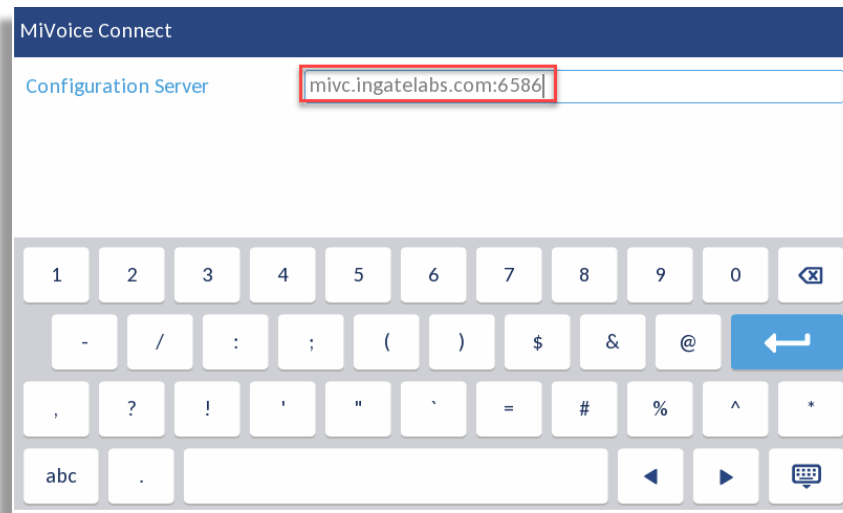 MiVoice Connect
Configuration Server mivc.ingatelabs.com:6586
1 2 3 4 5 6 7 8 9 0
- / : ; ( ) $ & @
, ? ! ' " ` = # % ^ *
abc .